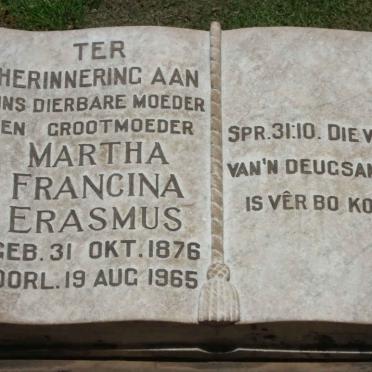 TER
HERINNERING AAN
ONS DIERBARE MOEDER
EN GROOTMOEDER
MARTHA
FRANCINA
ERASMUS
GEB. 31 OKT. 1876
OORL. 19 AUG 1965
SPR. 31:10. DIE
VAN'N
IS VÊR BO